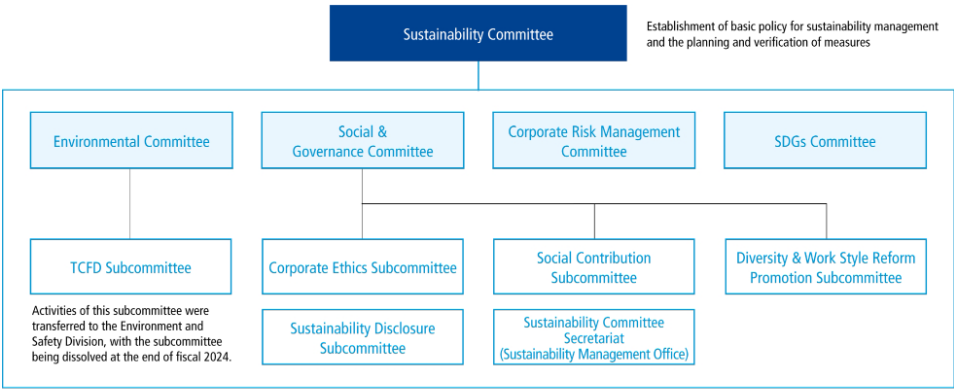 Sustainability Committee
Establishment of basic policy for sustainability management
and the planning and verification of measures
Environmental Committee
Social &
Governance Committee
Corporate Risk Management
Committee
SDGs Committee
TCFD Subcommittee
Corporate Ethics Subcommittee
Social Contribution
Subcommittee
Diversity & Work Style Reform
Promotion Subcommittee
Activities of this subcommittee were
transferred to the Environment and
Safety Division, with the subcommittee
being dissolved at the end of fiscal 2024.
Sustainability Disclosure
Subcommittee
Sustainability Committee
Secretariat
(Sustainability Management Office)